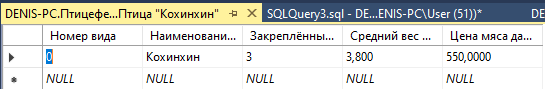 DENIS-PC.Птицефе...Птица "Кохинхин" SQLQuery3.sql - DE...ENIS-PC\User (51))* DE
Номер вида Наименовани... Закреплённы... Средний вес ... Цена мяса да...
0 Кохинхин 3 3,800 550,0000
NULL NULL NULL NULL NULL